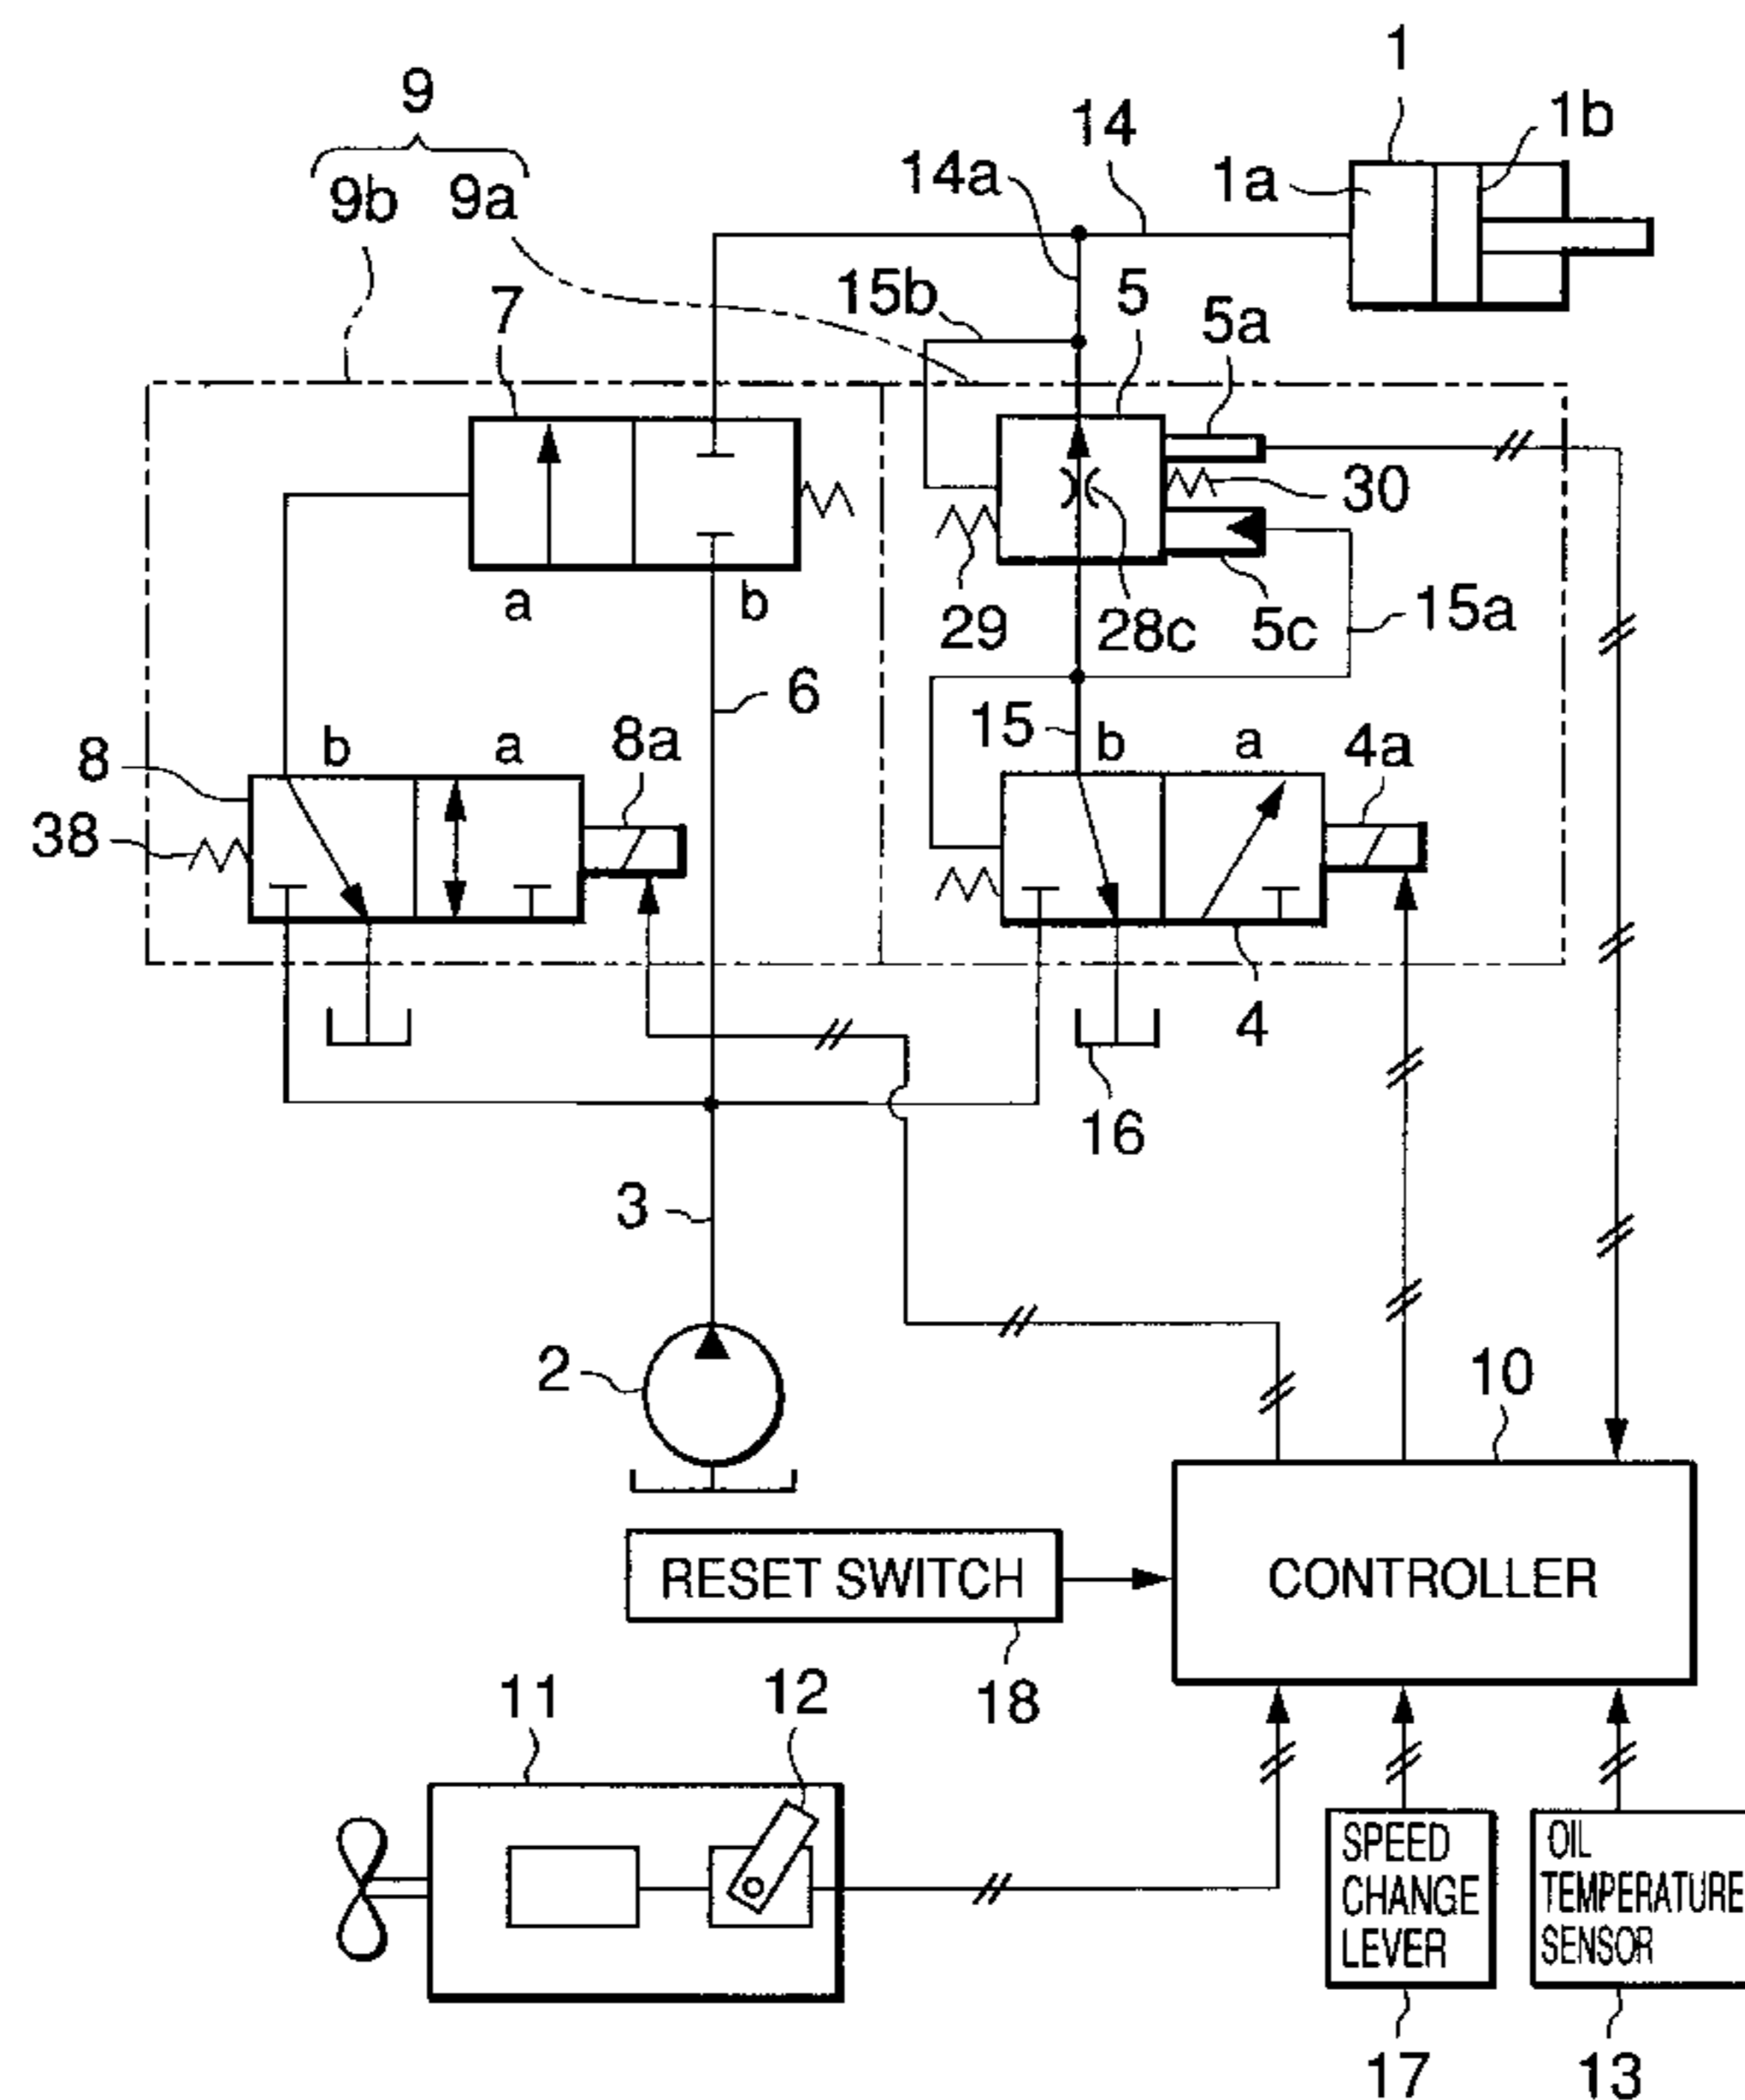 1
9
14
1b
14a
1a
9b
9a
15b
5
5a
7
30
a
b
29
28c
5c
15a
6
8
b
a
8a
15
b
a
4a
38
4
16
3
2
10
RESET SWITCH
CONTROLLER
18
11
12
SPEED
CHANGE
LEVER
OIL
TEMPERATURE
SENSOR
17
13